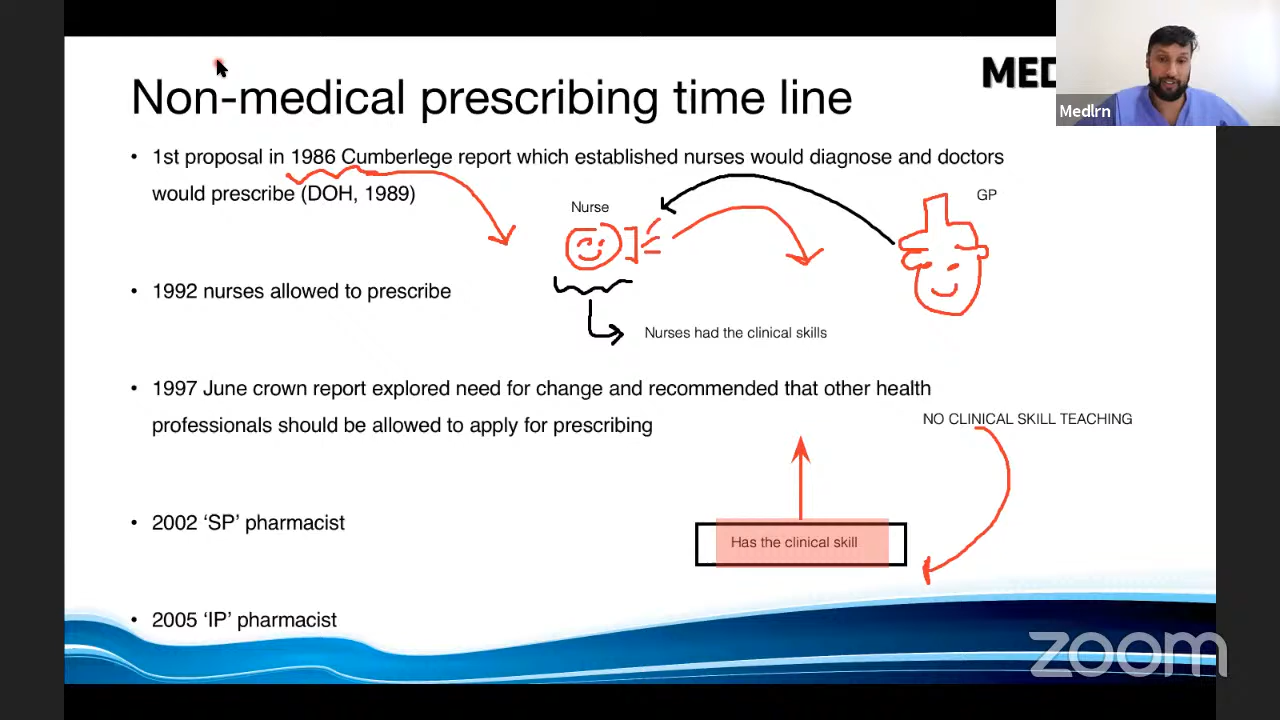 Non-medical prescribing time line
MED
Medlrn
• 1st proposal in 1986 Cumberlege report which established nurses would diagnose and doctors
would prescribe (DOH, 1989)
GP
Nurse
• 1992 nurses allowed to prescribe
Nurses had the clinical skills
• 1997 June crown report explored need for change and recommended that other health
professionals should be allowed to apply for prescribing
NO CLINICAL SKILL TEACHING
• 2002 ‘SP’ pharmacist
Has the clinical skill
• 2005 ‘IP’ pharmacist
zoom